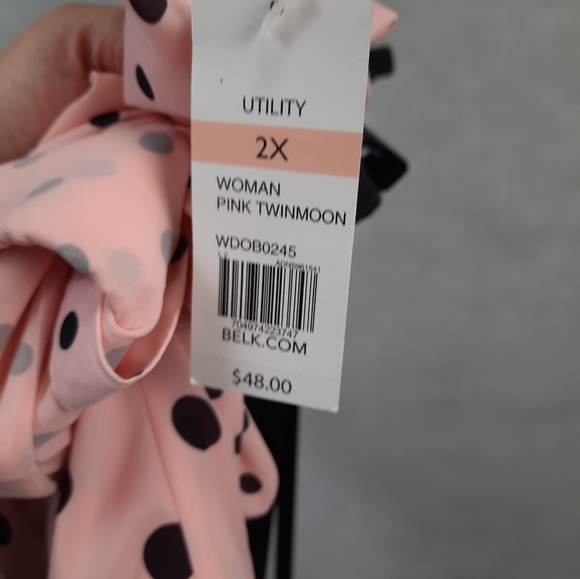 UTILITY
2X
WOMAN
PINK TWINMOON
WDOB0245
704974223747
BELK.COM
$48.00